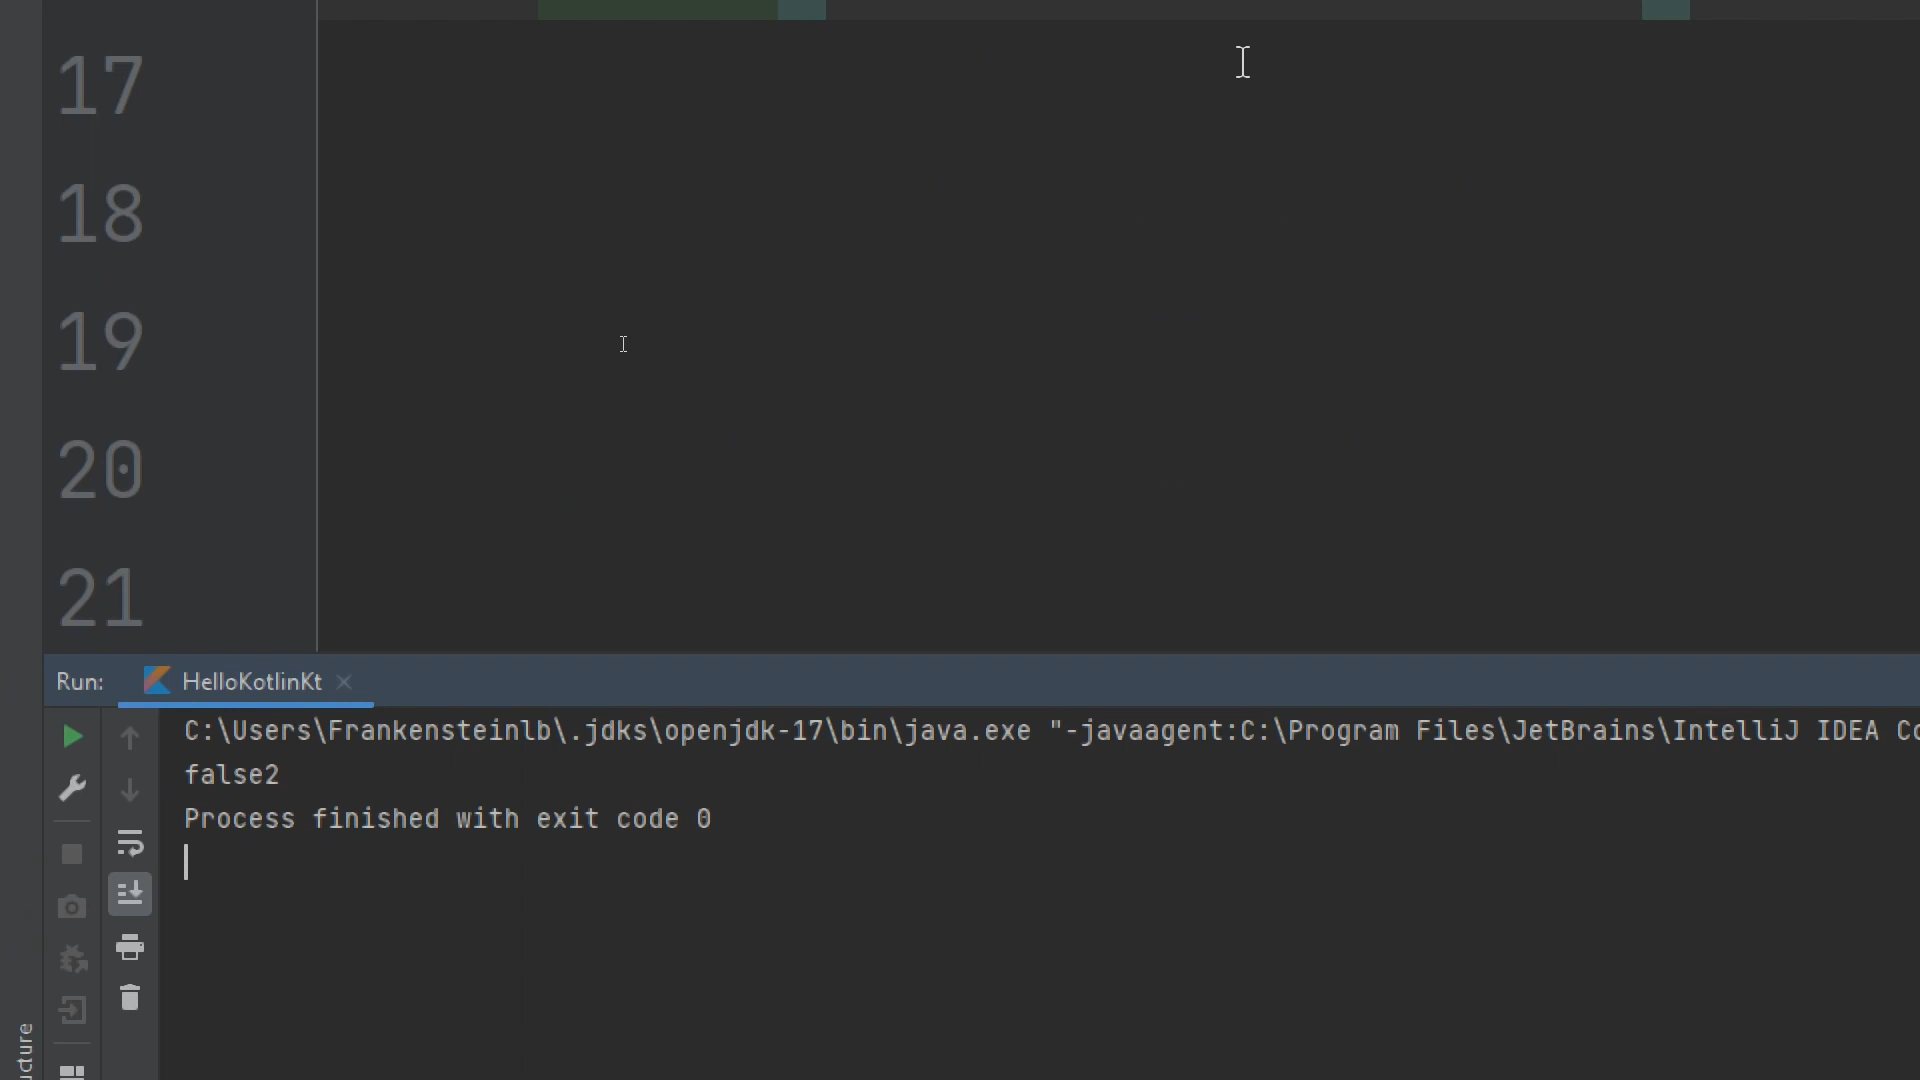 17
18
19
20
21
Run: HelloKotlinKt
C:\Users\Frankensteinlb\.jdks\openjdk-17\bin\java.exe "-javaagent:C:\Program Files\JetBrains\IntelliJ IDEA Co
false2
Process finished with exit code 0
ucture